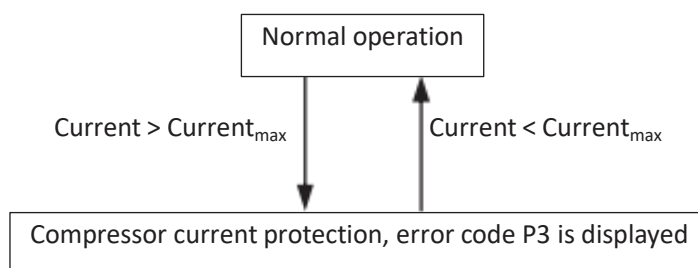 Normal operation
Current > Currentmax
Current < Currentmax
Compressor current protection, error code P3 is displayed